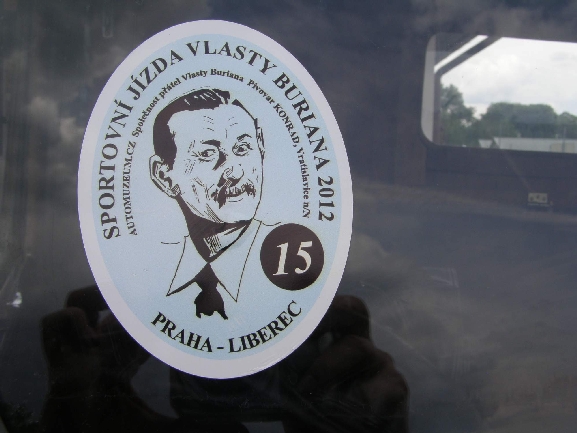 SPORTOVNÍ JÍZDA VLASTY BURIANA 2012
AUTOMUZEUM.CZ Společnost přátel Vlasty Buriana Pivovar KONRAD, Vratislavice n/N
15
PRAHA - LIBEREC